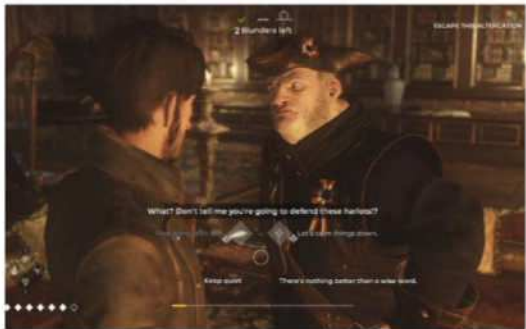 2 Blunders left
ESCAPE THIS ALTERCATION
What? Don't tell me you're going to defend these harlots?
Let's calm things down.
Keep quiet
There's nothing better than a wise word.